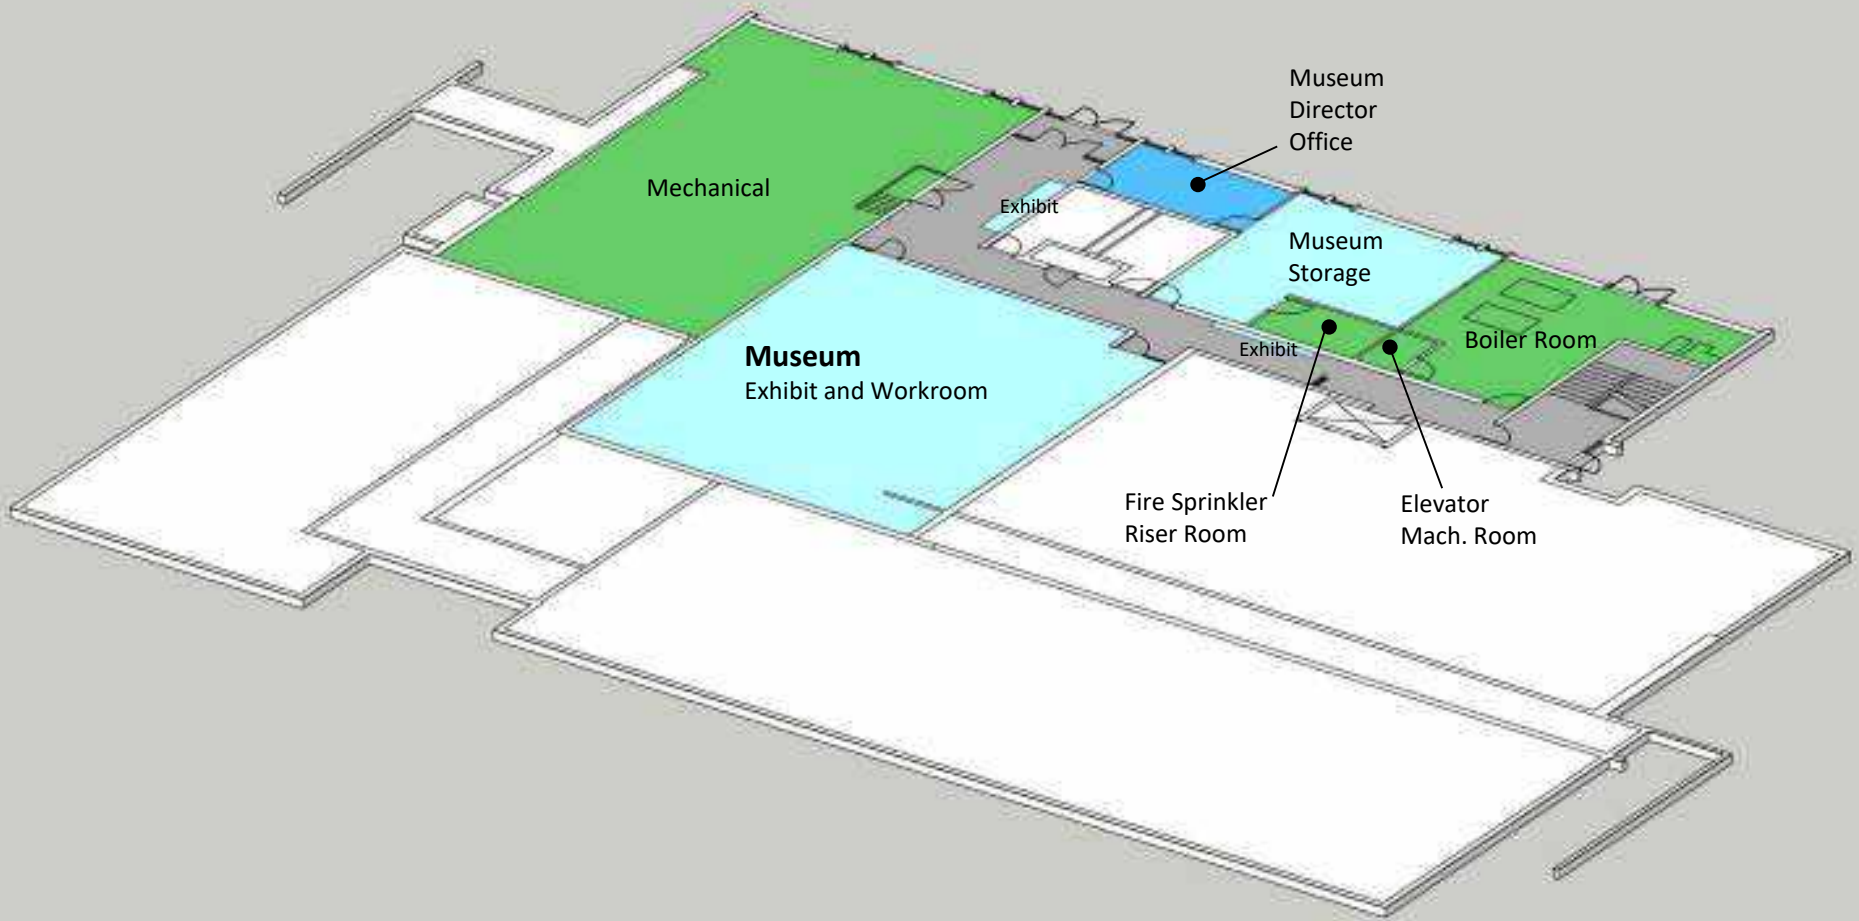 Museum
Director
Office
Mechanical
Exhibit
Museum
Storage
Boiler Room
Museum
Exhibit and Workroom
Exhibit
Fire Sprinkler
Riser Room
Elevator
Mach. Room